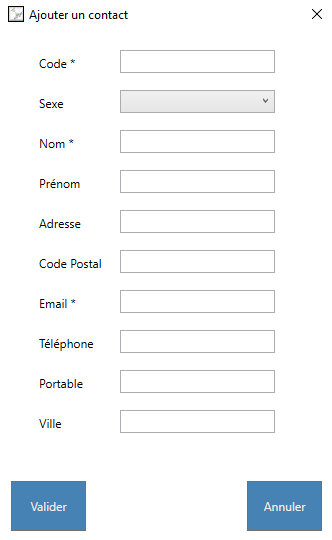 Ajouter un contact
Code *
Sexe
Nom *
Prénom
Adresse
Code Postal
Email *
Téléphone
Portable
Ville
Valider Annuler